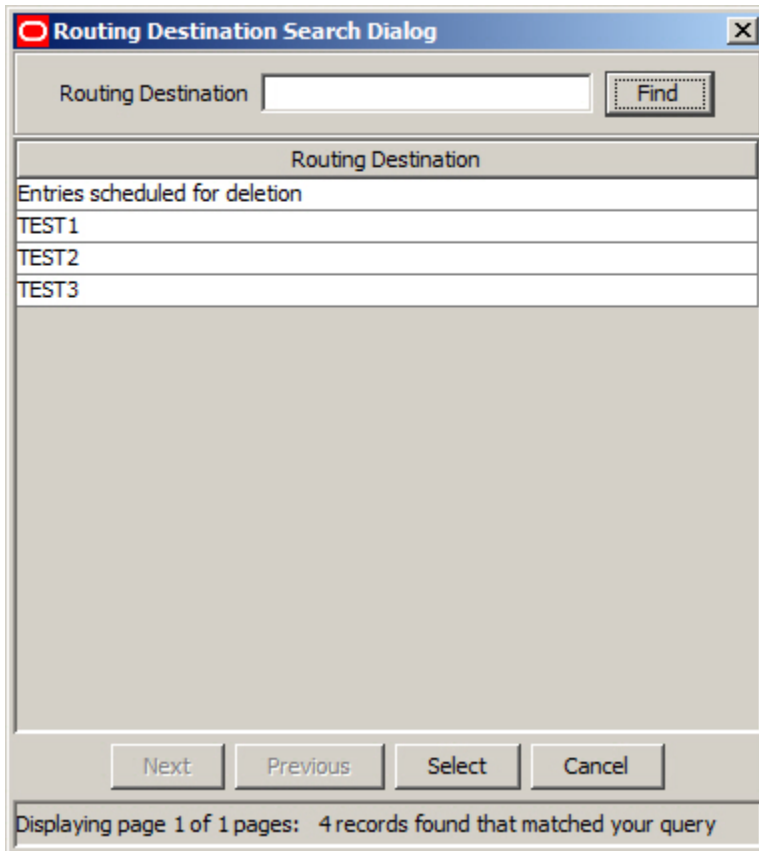 Routing Destination Search Dialog
Routing Destination Find
Routing Destination
Entries scheduled for deletion
TEST1
TEST2
TEST3
Next Previous Select Cancel
Displaying page 1 of 1 pages: 4 records found that matched your query